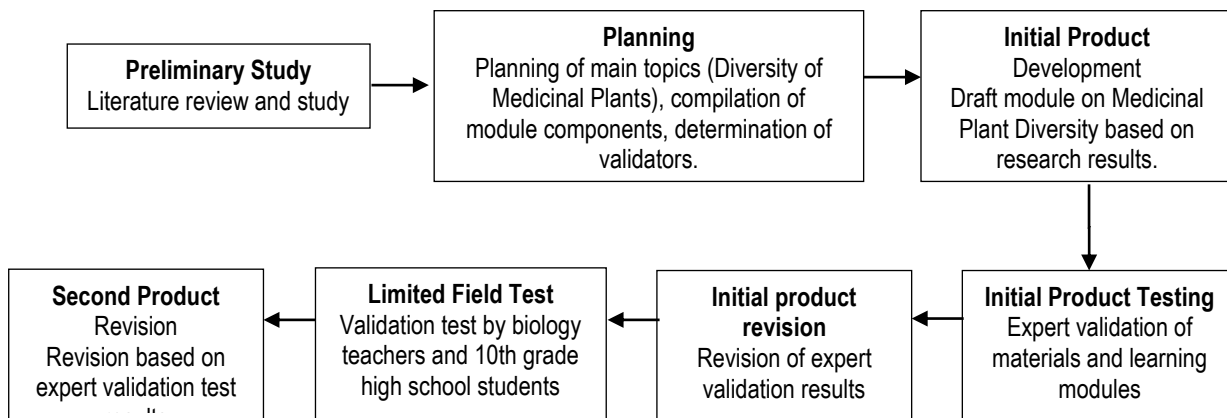 Preliminary Study
Literature review and study
Planning
Planning of main topics (Diversity of
Medicinal Plants), compilation of
module components, determination of
validators.
Initial Product
Development
Draft module on Medicinal
Plant Diversity based on
research results.
Initial Product Testing
Expert validation of
materials and learning
modules
Initial product
revision
Revision of expert
validation results
Limited Field Test
Validation test by biology
teachers and 10th grade
high school students
Second Product
Revision
Revision based on
expert validation test